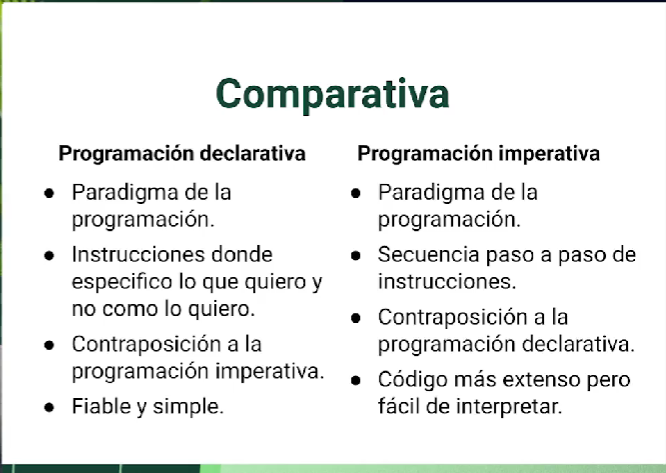 Comparativa
Programación declarativa
● Paradigma de la
programación.
● Instrucciones donde
especifico lo que quiero y
no como lo quiero.
● Contraposición a la
programación imperativa.
● Fiable y simple.
Programación imperativa
● Paradigma de la
programación.
● Secuencia paso a paso de
instrucciones.
● Contraposición a la
programación declarativa.
● Código más extenso pero
fácil de interpretar.